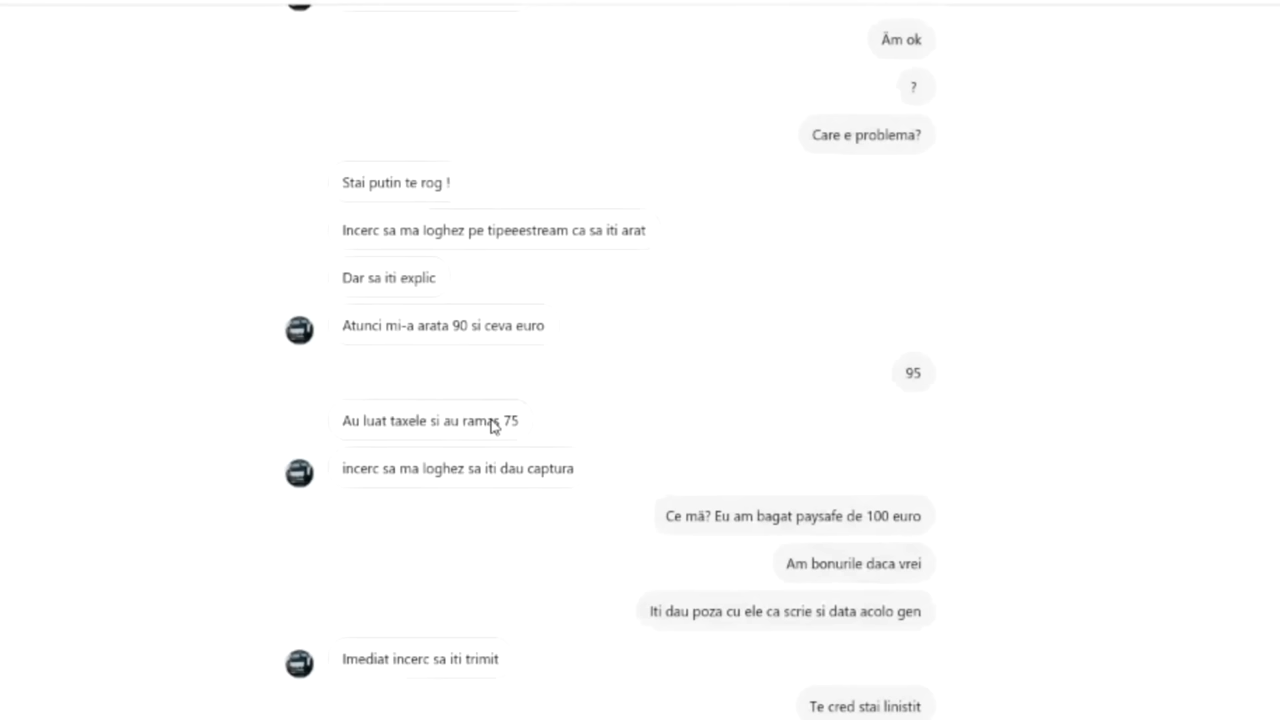 Ăm ok
?
Care e problema?
Stai putin te rog !
Incerc sa ma loghez pe tipeeestream ca sa iti arat
Dar sa iti explic
Atunci mi-a arata 90 si ceva euro
95
Au luat taxele si au ramas 75
incerc sa ma loghez sa iti dau captura
Ce mă? Eu am bagat paysafe de 100 euro
Am bonurile daca vrei
Iti dau poza cu ele ca scrie si data acolo gen
Imediat incerc sa iti trimit
Te cred stai linistit